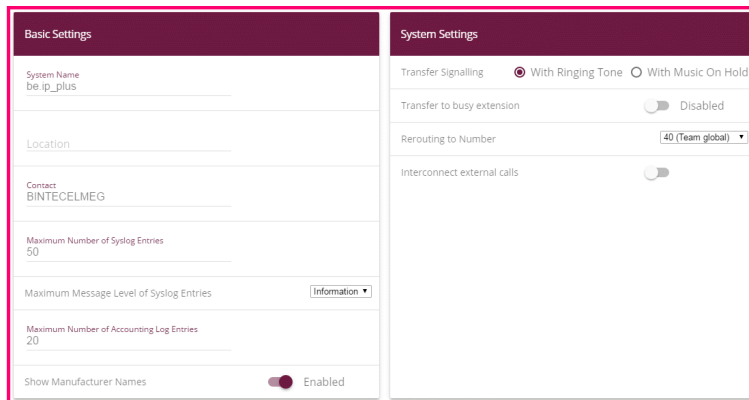 Basic Settings
System Name
be.ip_plus
Location
Contact
BINTECELMEG
Maximum Number of Syslog Entries
50
Maximum Message Level of Syslog Entries Information
Maximum Number of Accounting Log Entries
20
Show Manufacturer Names Enabled
System Settings
Transfer Signalling With Ringing Tone With Music On Hold
Transfer to busy extension Disabled
Rerouting to Number 40 (Team global)
Interconnect external calls